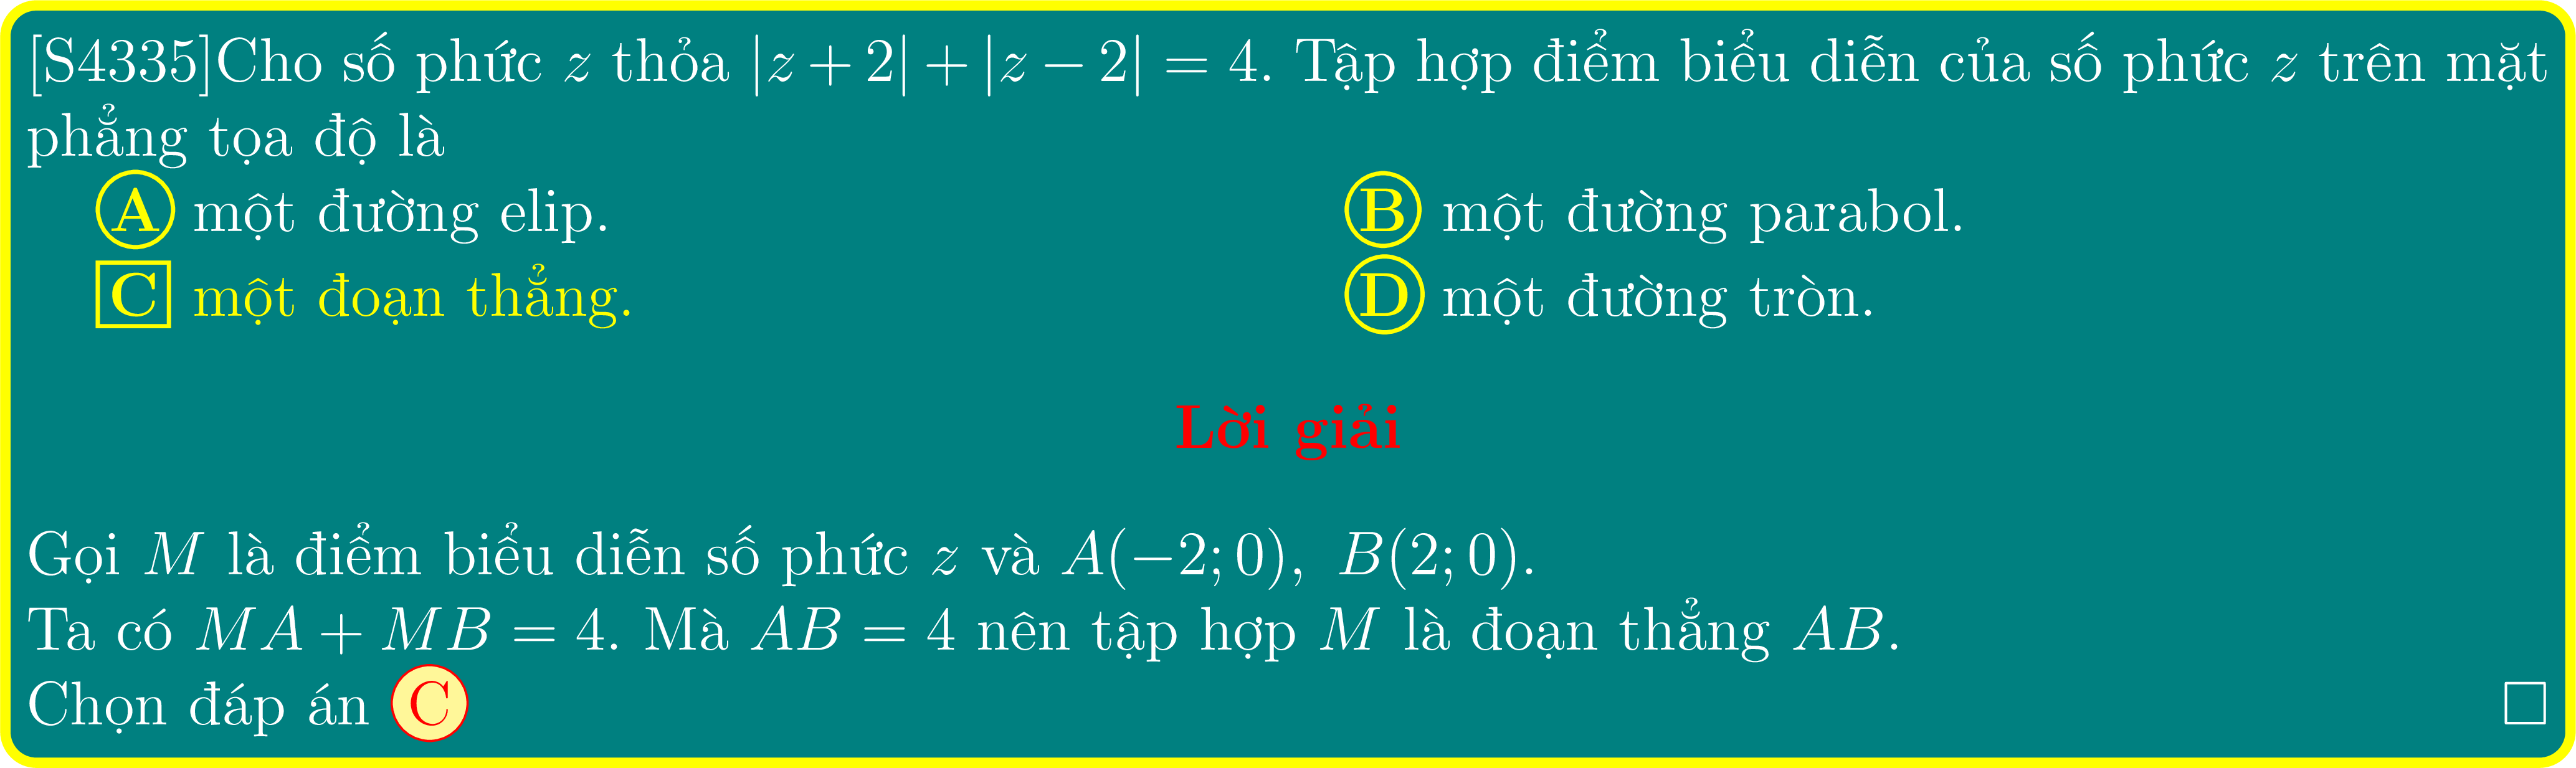 [S4335]Cho số phức z thỏa |z + 2| + |z − 2| = 4. Tập hợp điểm biểu diễn của số phức z trên mặt
phẳng tọa độ là
A một đường elip. B một đường parabol.
C một đoạn thẳng. D một đường tròn.
Lời giải
Gọi M là điểm biểu diễn số phức z và A(−2; 0), B(2; 0).
Ta có MA + MB = 4. Mà AB = 4 nên tập hợp M là đoạn thẳng AB.
Chọn đáp án C □